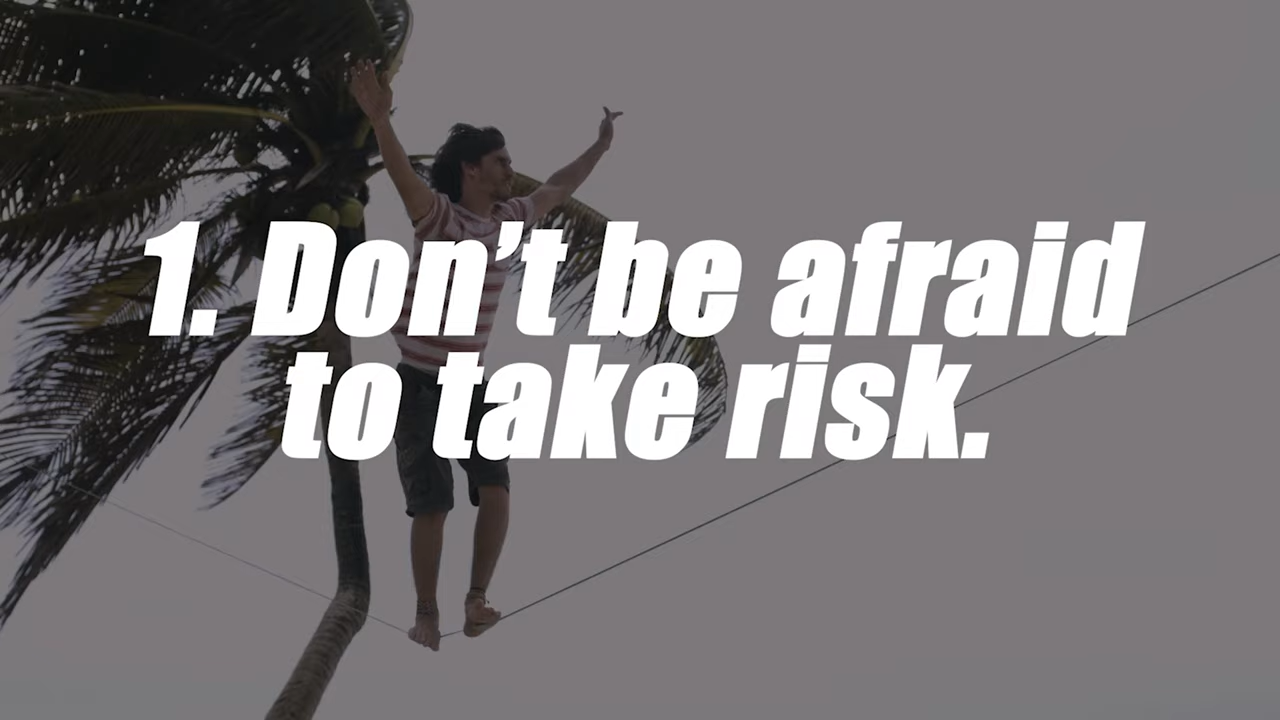 1. Don’t be afraid
to take risk.